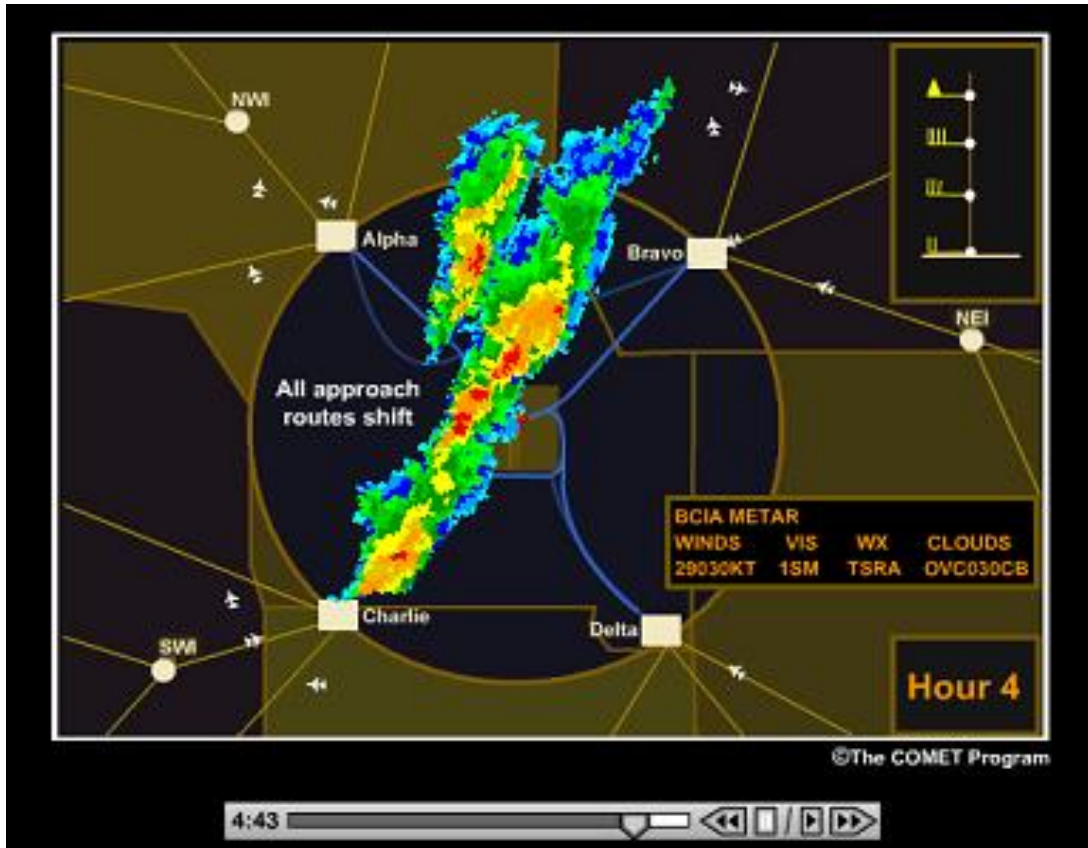 NWI
Alpha
Bravo
NEI
All approach
routes shift
BCIA METAR
WINDS VIS WX CLOUDS
29030KT 1SM TSRA OVC030CB
Charlie
Delta
SWI
Hour 4
©The COMET Program
4:43